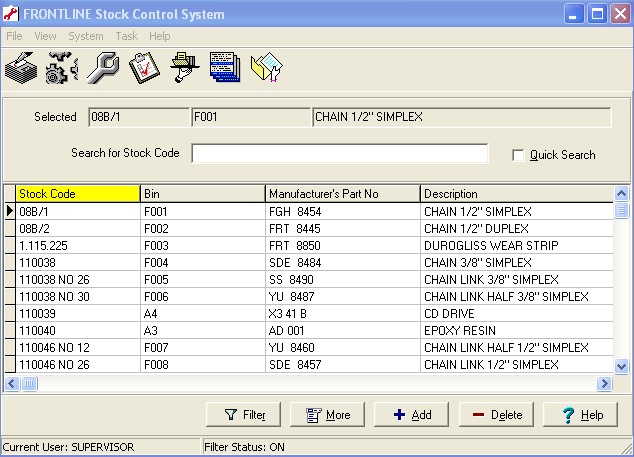 FRONTLINE Stock Control System
File View System Task Help
Selected 08B/1 F001 CHAIN 1/2" SIMPLEX
Search for Stock Code Quick Search
Stock Code Bin Manufacturer's Part No Description
08B/1 F001 FGH 8454 CHAIN 1/2" SIMPLEX
08B/2 F002 FRT 8445 CHAIN 1/2" DUPLEX
1.115.225 F003 FRT 8850 DUROGLISS WEAR STRIP
110038 F004 SDE 8484 CHAIN 3/8" SIMPLEX
110038 NO 26 F005 SS 8490 CHAIN LINK 3/8" SIMPLEX
110038 NO 30 F006 YU 8487 CHAIN LINK HALF 3/8" SIMPLEX
110039 A4 X3 41 B CD DRIVE
110040 A3 AD 001 EPOXY RESIN
110046 NO 12 F007 YU 8460 CHAIN LINK HALF 1/2" SIMPLEX
110046 NO 26 F008 SDE 8457 CHAIN LINK 1/2" SIMPLEX
Filter More Add Delete Help
Current User: SUPERVISOR Filter Status: ON